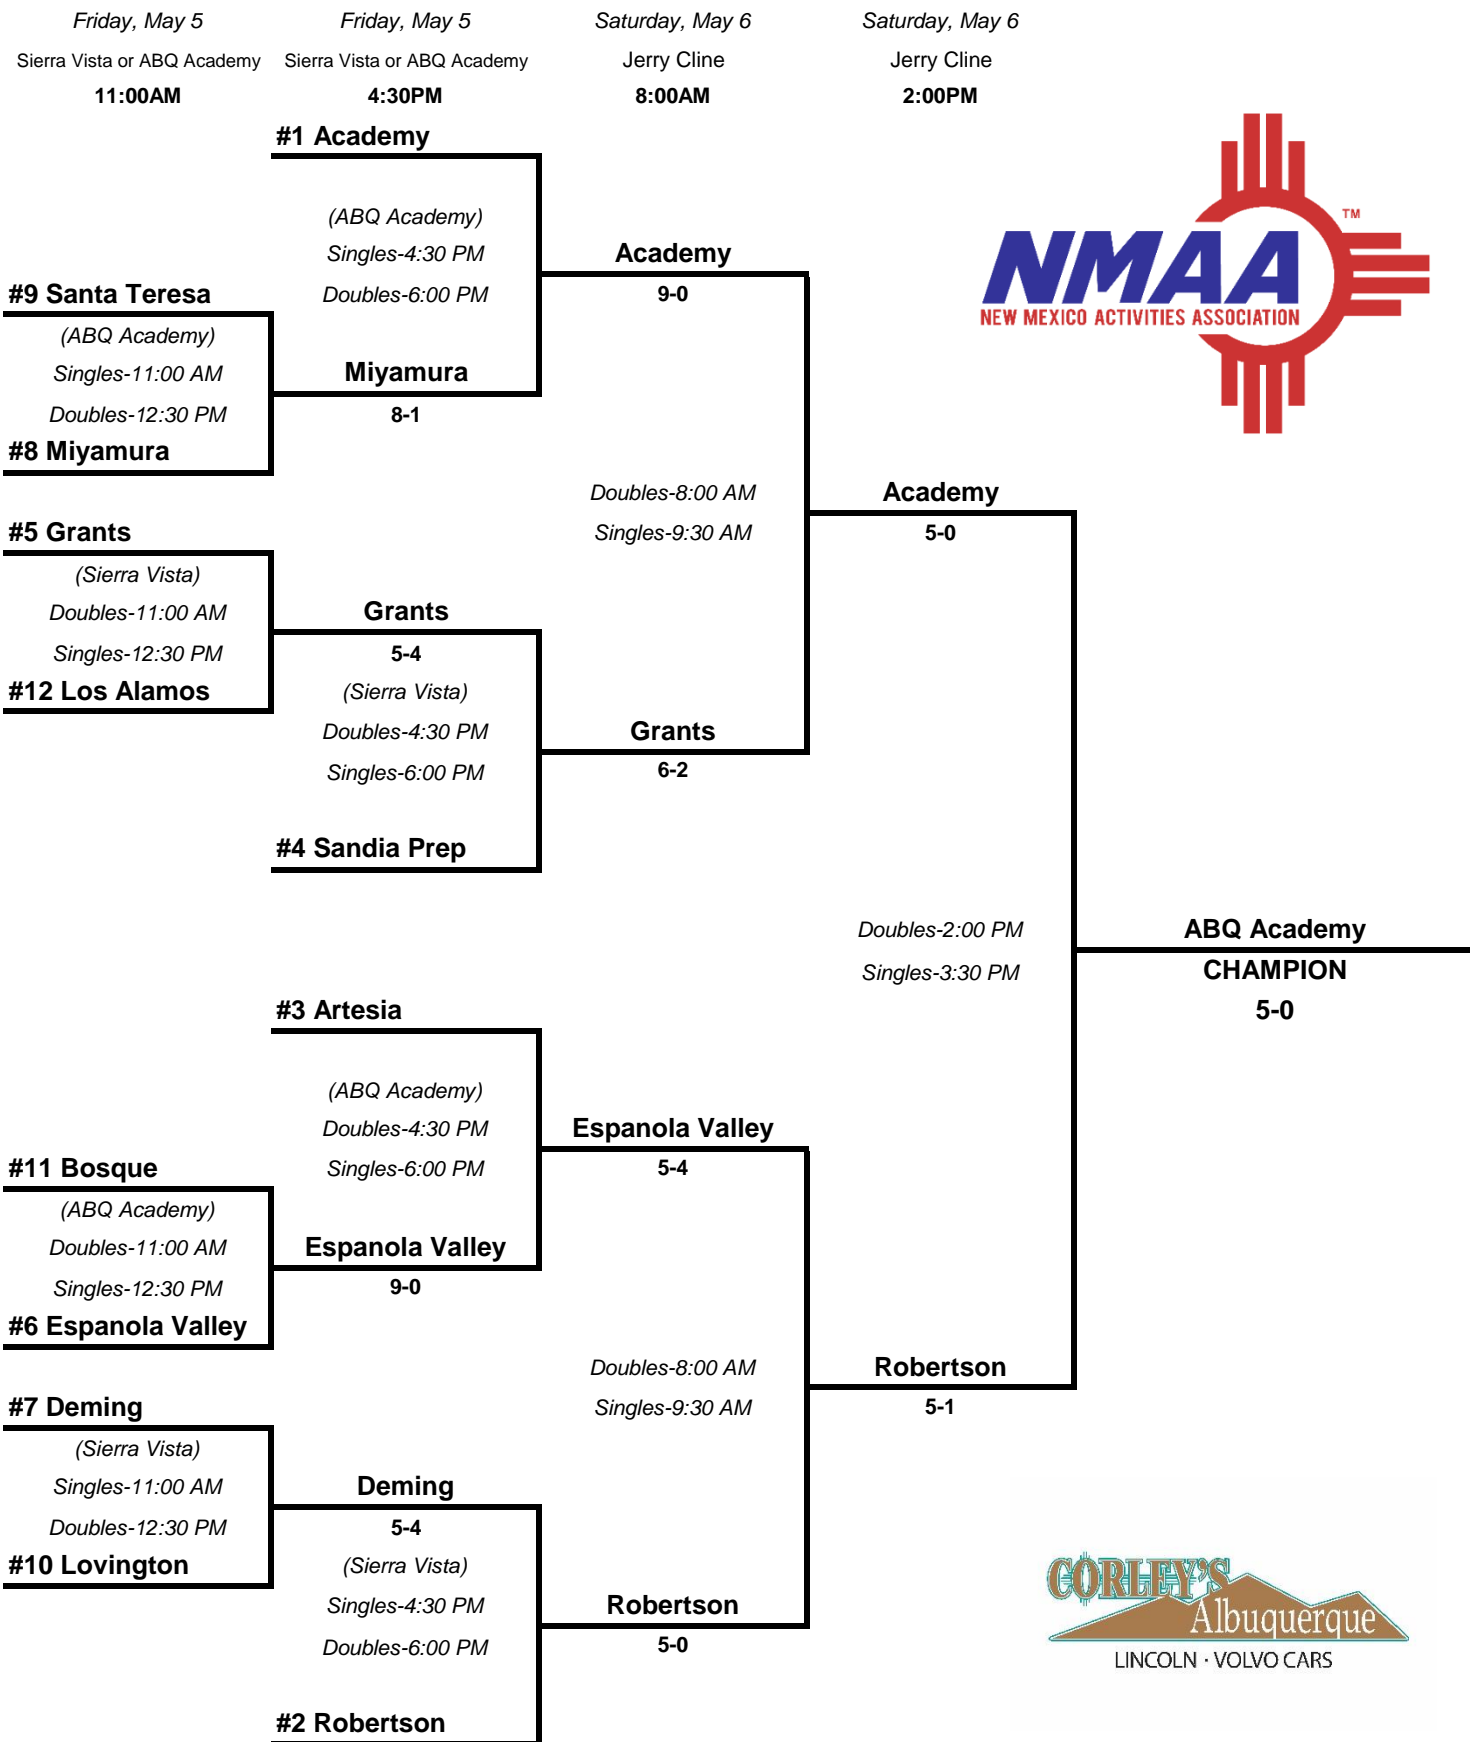 Friday, May 5 Friday, May 5 Saturday, May 6 Saturday, May 6
Sierra Vista or ABQ Academy Sierra Vista or ABQ Academy Jerry Cline Jerry Cline
11:00AM 4:30PM 8:00AM 2:00PM
#1 Academy
(ABQ Academy)
Singles-4:30 PM
Doubles-6:00 PM
Academy
9-0
TM
NMAA
NEW MEXICO ACTIVITIES ASSOCIATION
#9 Santa Teresa
(ABQ Academy)
Singles-11:00 AM
Doubles-12:30 PM
#8 Miyamura
Miyamura
8-1
Doubles-8:00 AM
Singles-9:30 AM
Academy
5-0
#5 Grants
(Sierra Vista)
Doubles-11:00 AM
Singles-12:30 PM
#12 Los Alamos
Grants
5-4
(Sierra Vista)
Doubles-4:30 PM
Singles-6:00 PM
Grants
6-2
#4 Sandia Prep
Doubles-2:00 PM
Singles-3:30 PM
ABQ Academy
CHAMPION
5-0
#3 Artesia
(ABQ Academy)
Doubles-4:30 PM
Singles-6:00 PM
Espanola Valley
5-4
#11 Bosque
(ABQ Academy)
Doubles-11:00 AM
Singles-12:30 PM
#6 Espanola Valley
Espanola Valley
9-0
Doubles-8:00 AM
Singles-9:30 AM
Robertson
5-1
#7 Deming
(Sierra Vista)
Singles-11:00 AM
Doubles-12:30 PM
#10 Lovington
Deming
5-4
(Sierra Vista)
Singles-4:30 PM
Doubles-6:00 PM
Robertson
5-0
#2 Robertson
CORLEY'S
Albuquerque
LINCOLN · VOLVO CARS